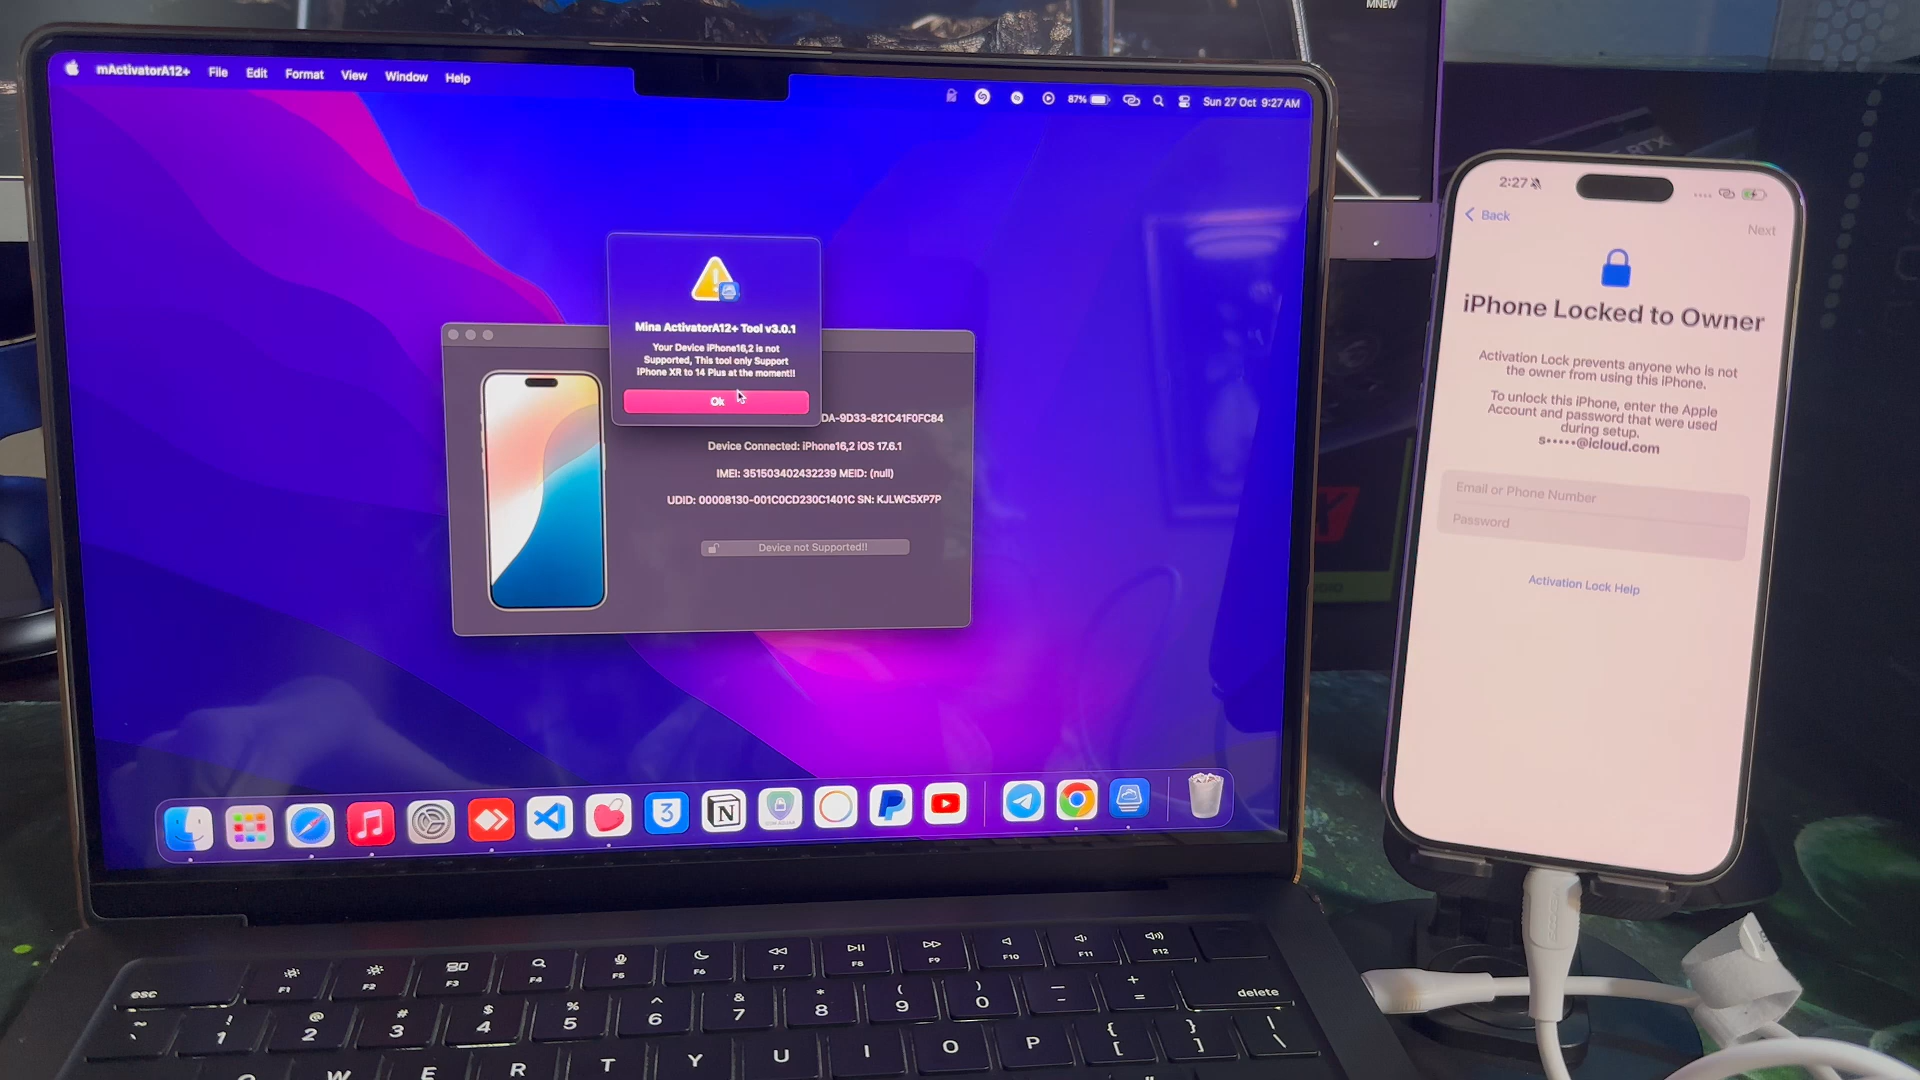 MNEW
mActivatorA12+ File Edit Format View Window Help
87% Sun 27 Oct 9:27 AM
RTX
Mina ActivatorA12+ Tool v3.0.1
Your Device iPhone16,2 is not
Supported, This tool only Support
iPhone XR to 14 Plus at the moment!!
Ok
DA-9D33-821C41F0FC84
Device Connected: iPhone16,2 iOS 17.6.1
IMEI: 351503402432239 MEID: (null)
UDID: 00008130-001C0CD230C1401C SN: KJLWC5XP7P
Device not Supported!!
2:27
Back
Next
iPhone Locked to Owner
Activation Lock prevents anyone who is not
the owner from using this iPhone.
To unlock this iPhone, enter the Apple
Account and password that were used
during setup.
s•••••@icloud.com
Email or Phone Number
Password
Activation Lock Help
3
N
esc F1 F2 F3 F4 F5 F6 F7 F8 F9 F10 F11 F12
~ ! @ # $ % ^ & * ( ) — +
1 2 3 4 5 6 7 8 9 0 - = delete
W E R T Y U I O P { [ } ] | \